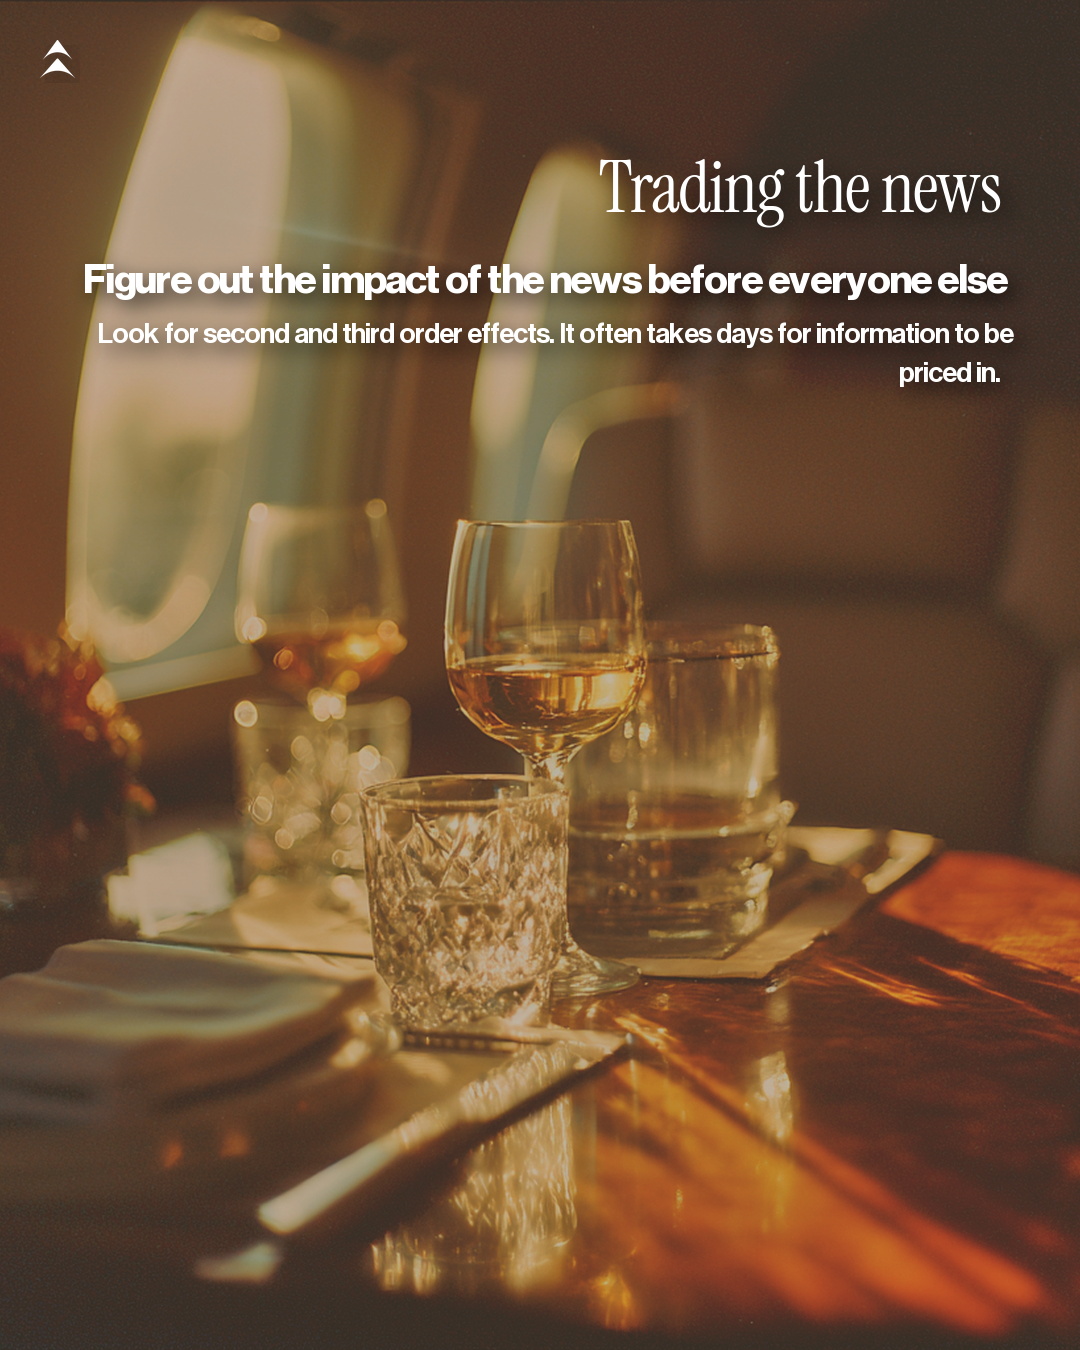 Trading the news
Figure out the impact of the news before everyone else
Look for second and third order effects. It often takes days for information to be
priced in.